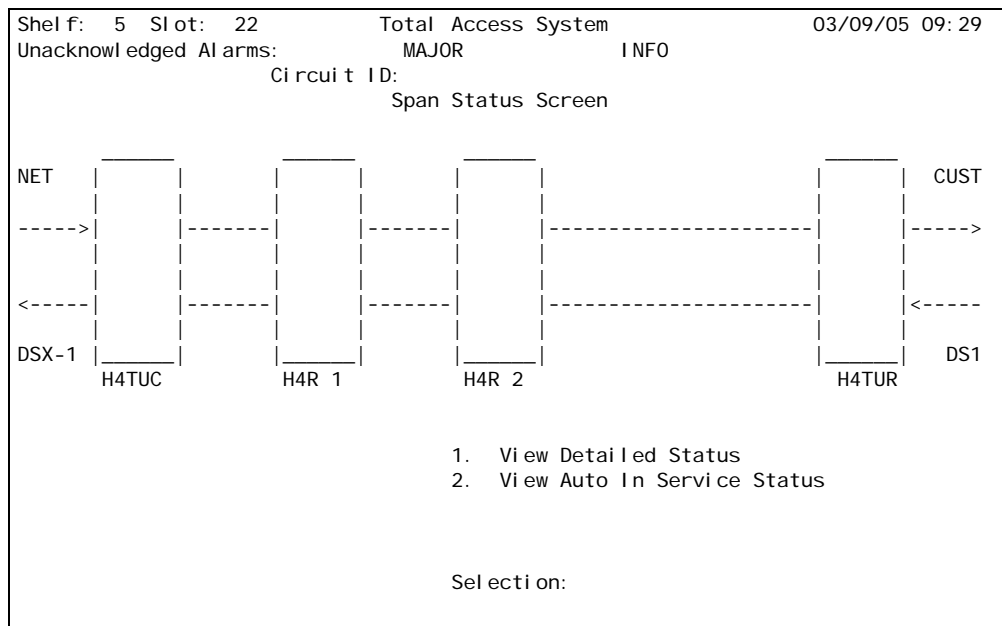 Shelf: 5 Slot: 22 Total Access System 03/09/05 09:29
Unacknowledged Alarms: MAJOR INFO
Circuit ID:
Span Status Screen
NET CUST
DSX-1 DS1
H4TUC H4R 1 H4R 2 H4TUR
1. View Detailed Status
2. View Auto In Service Status
Selection: